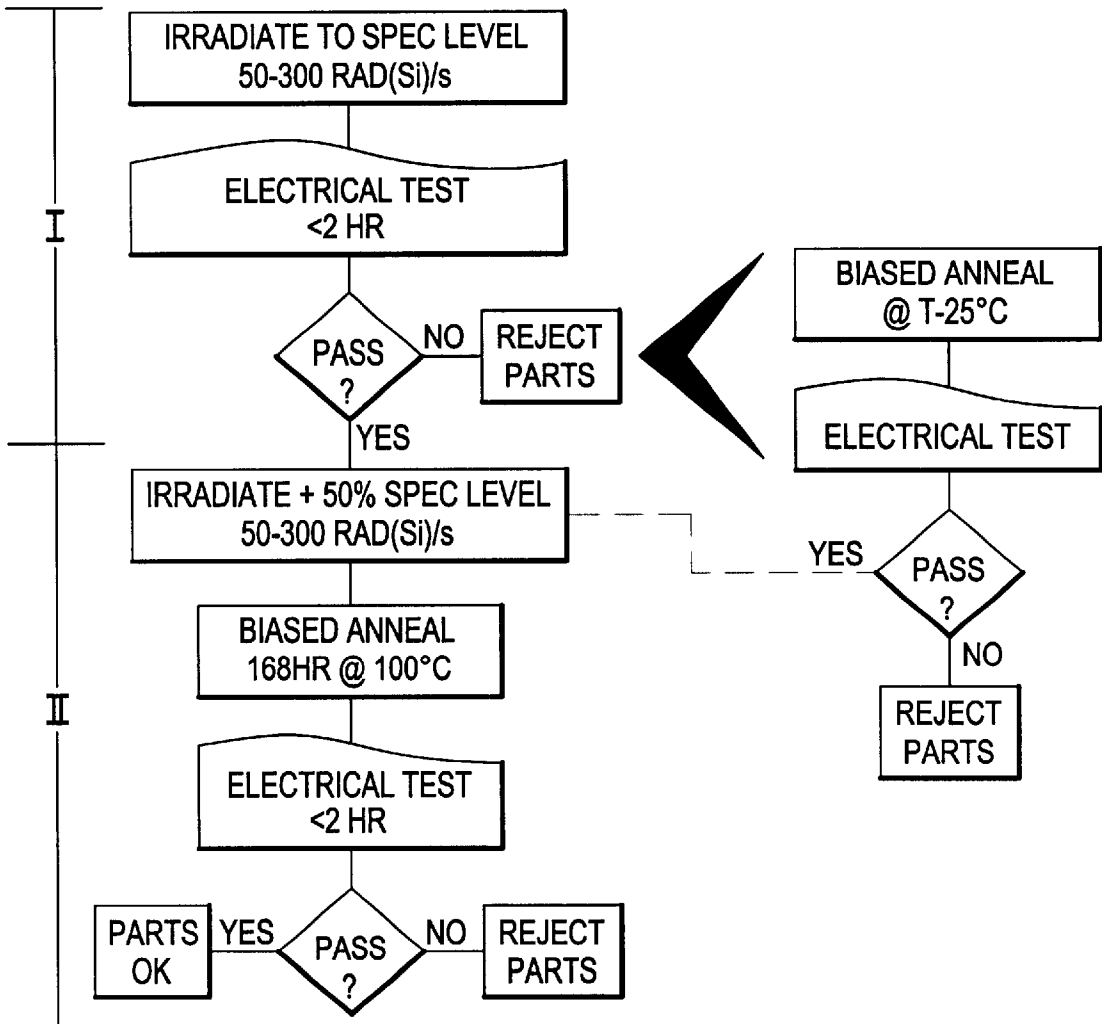 IRRADIATE TO SPEC LEVEL
50-300 RAD(Si)/s
ELECTRICAL TEST
<2 HR
I
PASS
?
NO
REJECT
PARTS
YES
BIASED ANNEAL
@ T-25°C
ELECTRICAL TEST
PASS
?
YES
NO
REJECT
PARTS
IRRADIATE + 50% SPEC LEVEL
50-300 RAD(Si)/s
BIASED ANNEAL
168HR @ 100°C
II
ELECTRICAL TEST
<2 HR
PARTS
OK
YES
PASS
?
NO
REJECT
PARTS